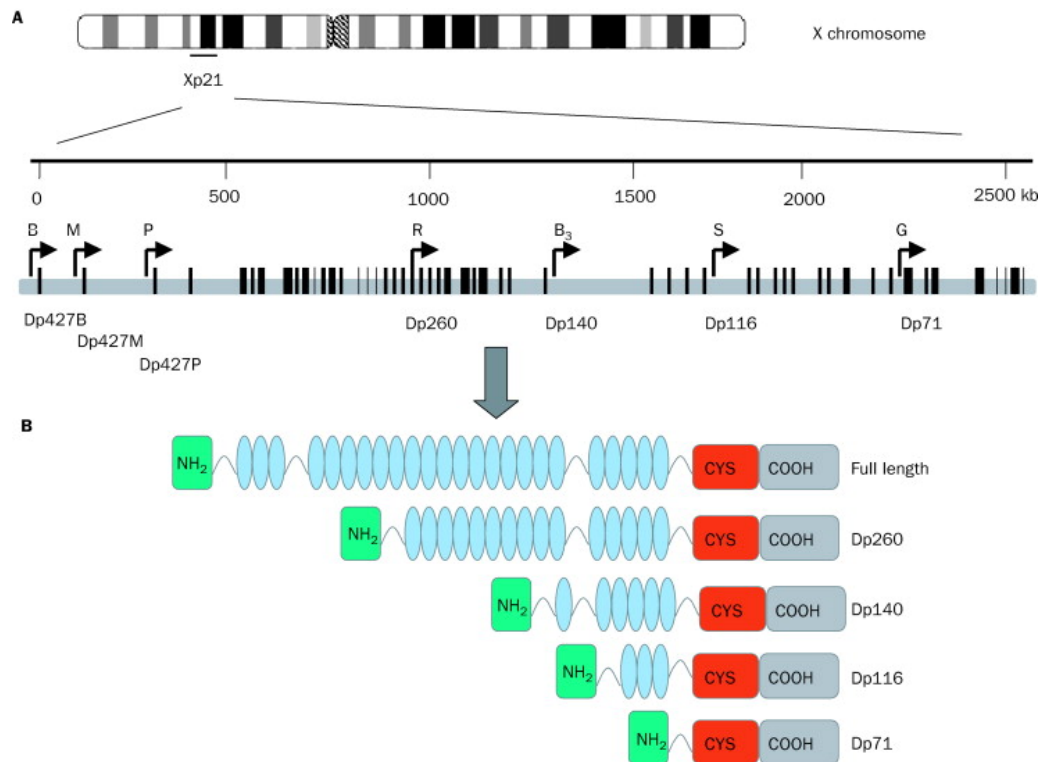 A
X chromosome
Xp21
0 500 1000 1500 2000 2500 kb
B M P R B₃ S G
Dp427B Dp260 Dp140 Dp116 Dp71
Dp427M
Dp427P
B
NH₂ CYS COOH Full length
NH₂ CYS COOH Dp260
NH₂ CYS COOH Dp140
NH₂ CYS COOH Dp116
NH₂ CYS COOH Dp71